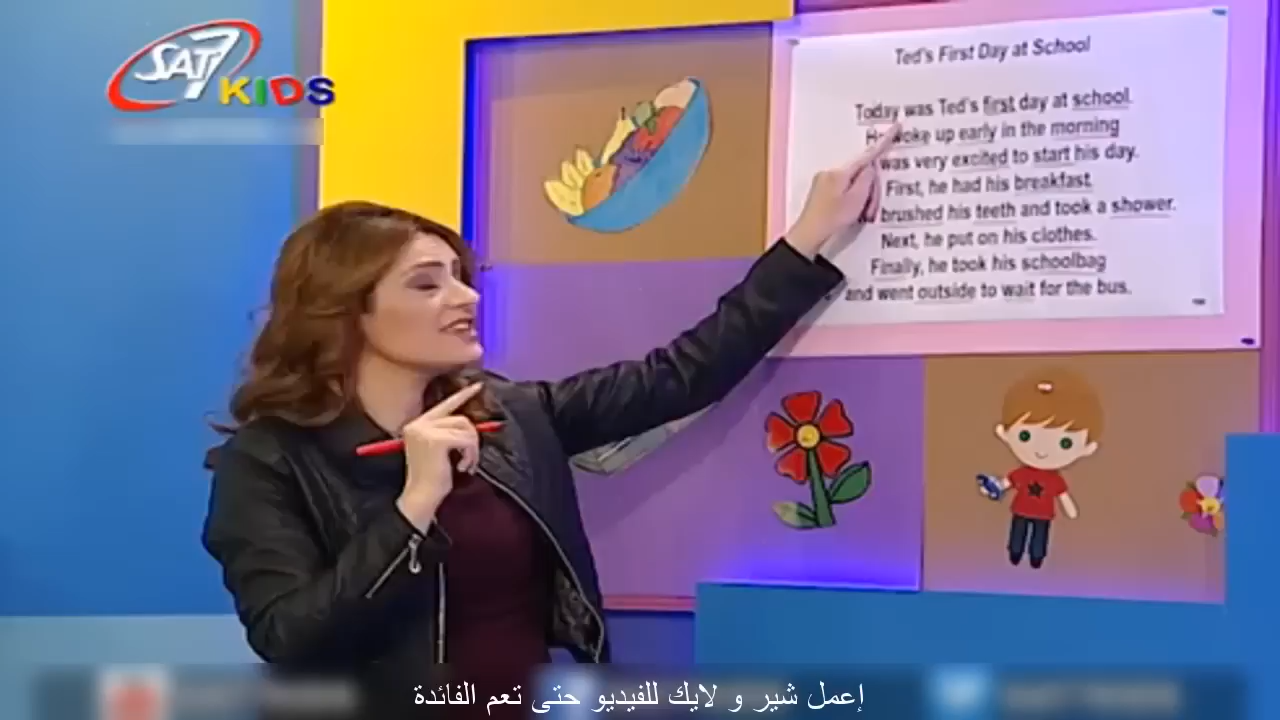 SAT7
KIDS
Ted's First Day at School
Today was Ted's first day at school.
He woke up early in the morning
was very excited to start his day.
First, he had his breakfast.
brushed his teeth and took a shower.
Next, he put on his clothes.
Finally, he took his schoolbag
and went outside to wait for the bus.
إعمل شير و لايك للفيديو حتى تعم الفائدة